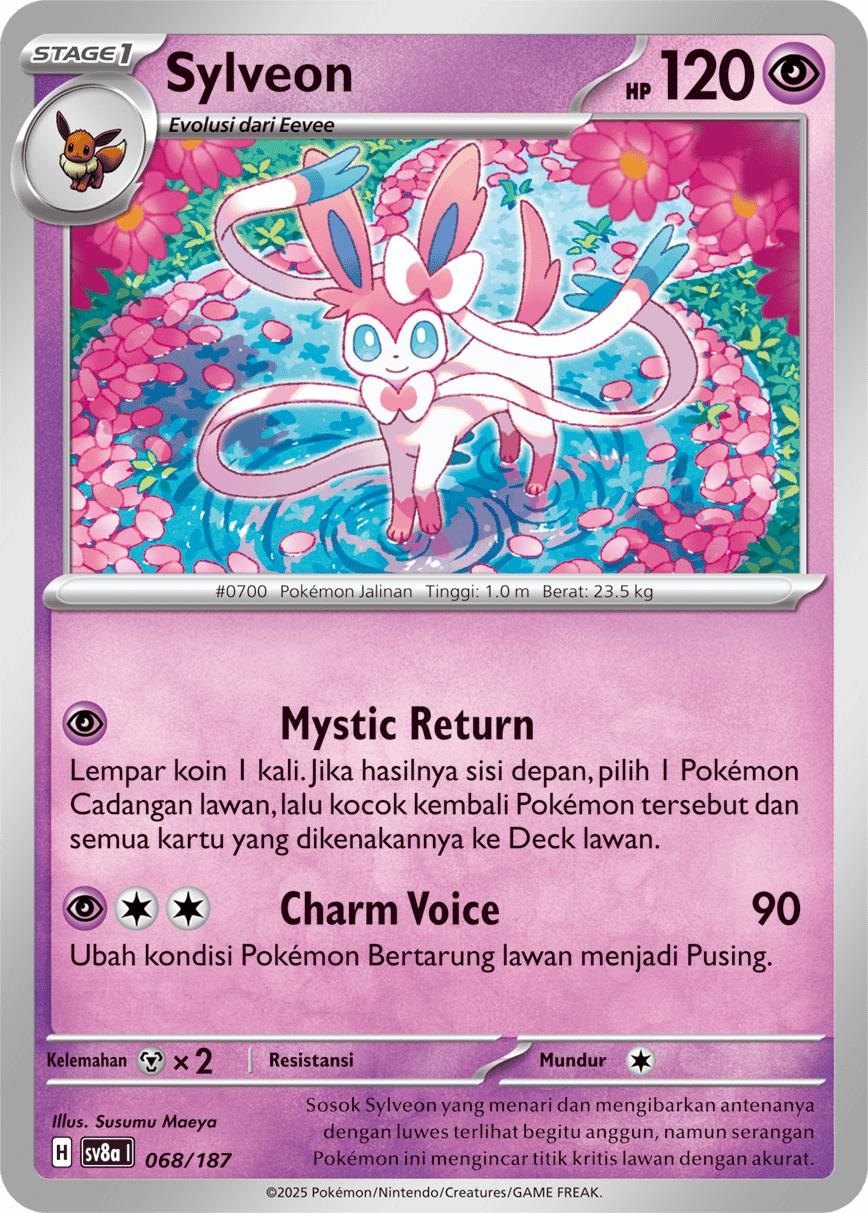 STAGE 1
Sylveon
HP 120
Evolusi dari Eevee
#0700 Pokémon Jalinan Tinggi: 1.0 m Berat: 23.5 kg
Mystic Return
Lempar koin 1 kali. Jika hasilnya sisi depan, pilih 1 Pokémon
Cadangan lawan, lalu kocok kembali Pokémon tersebut dan
semua kartu yang dikenakannya ke Deck lawan.
Charm Voice 90
Ubah kondisi Pokémon Bertarung lawan menjadi Pusing.
Kelemahan ×2 Resistansi Mundur
Illus. Susumu Maeya
H sv8a I 068/187
Sosok Sylveon yang menari dan mengibarkan antenanya
dengan luwes terlihat begitu anggun, namun serangan
Pokémon ini mengincar titik kritis lawan dengan akurat.
©2025 Pokémon/Nintendo/Creatures/GAME FREAK.